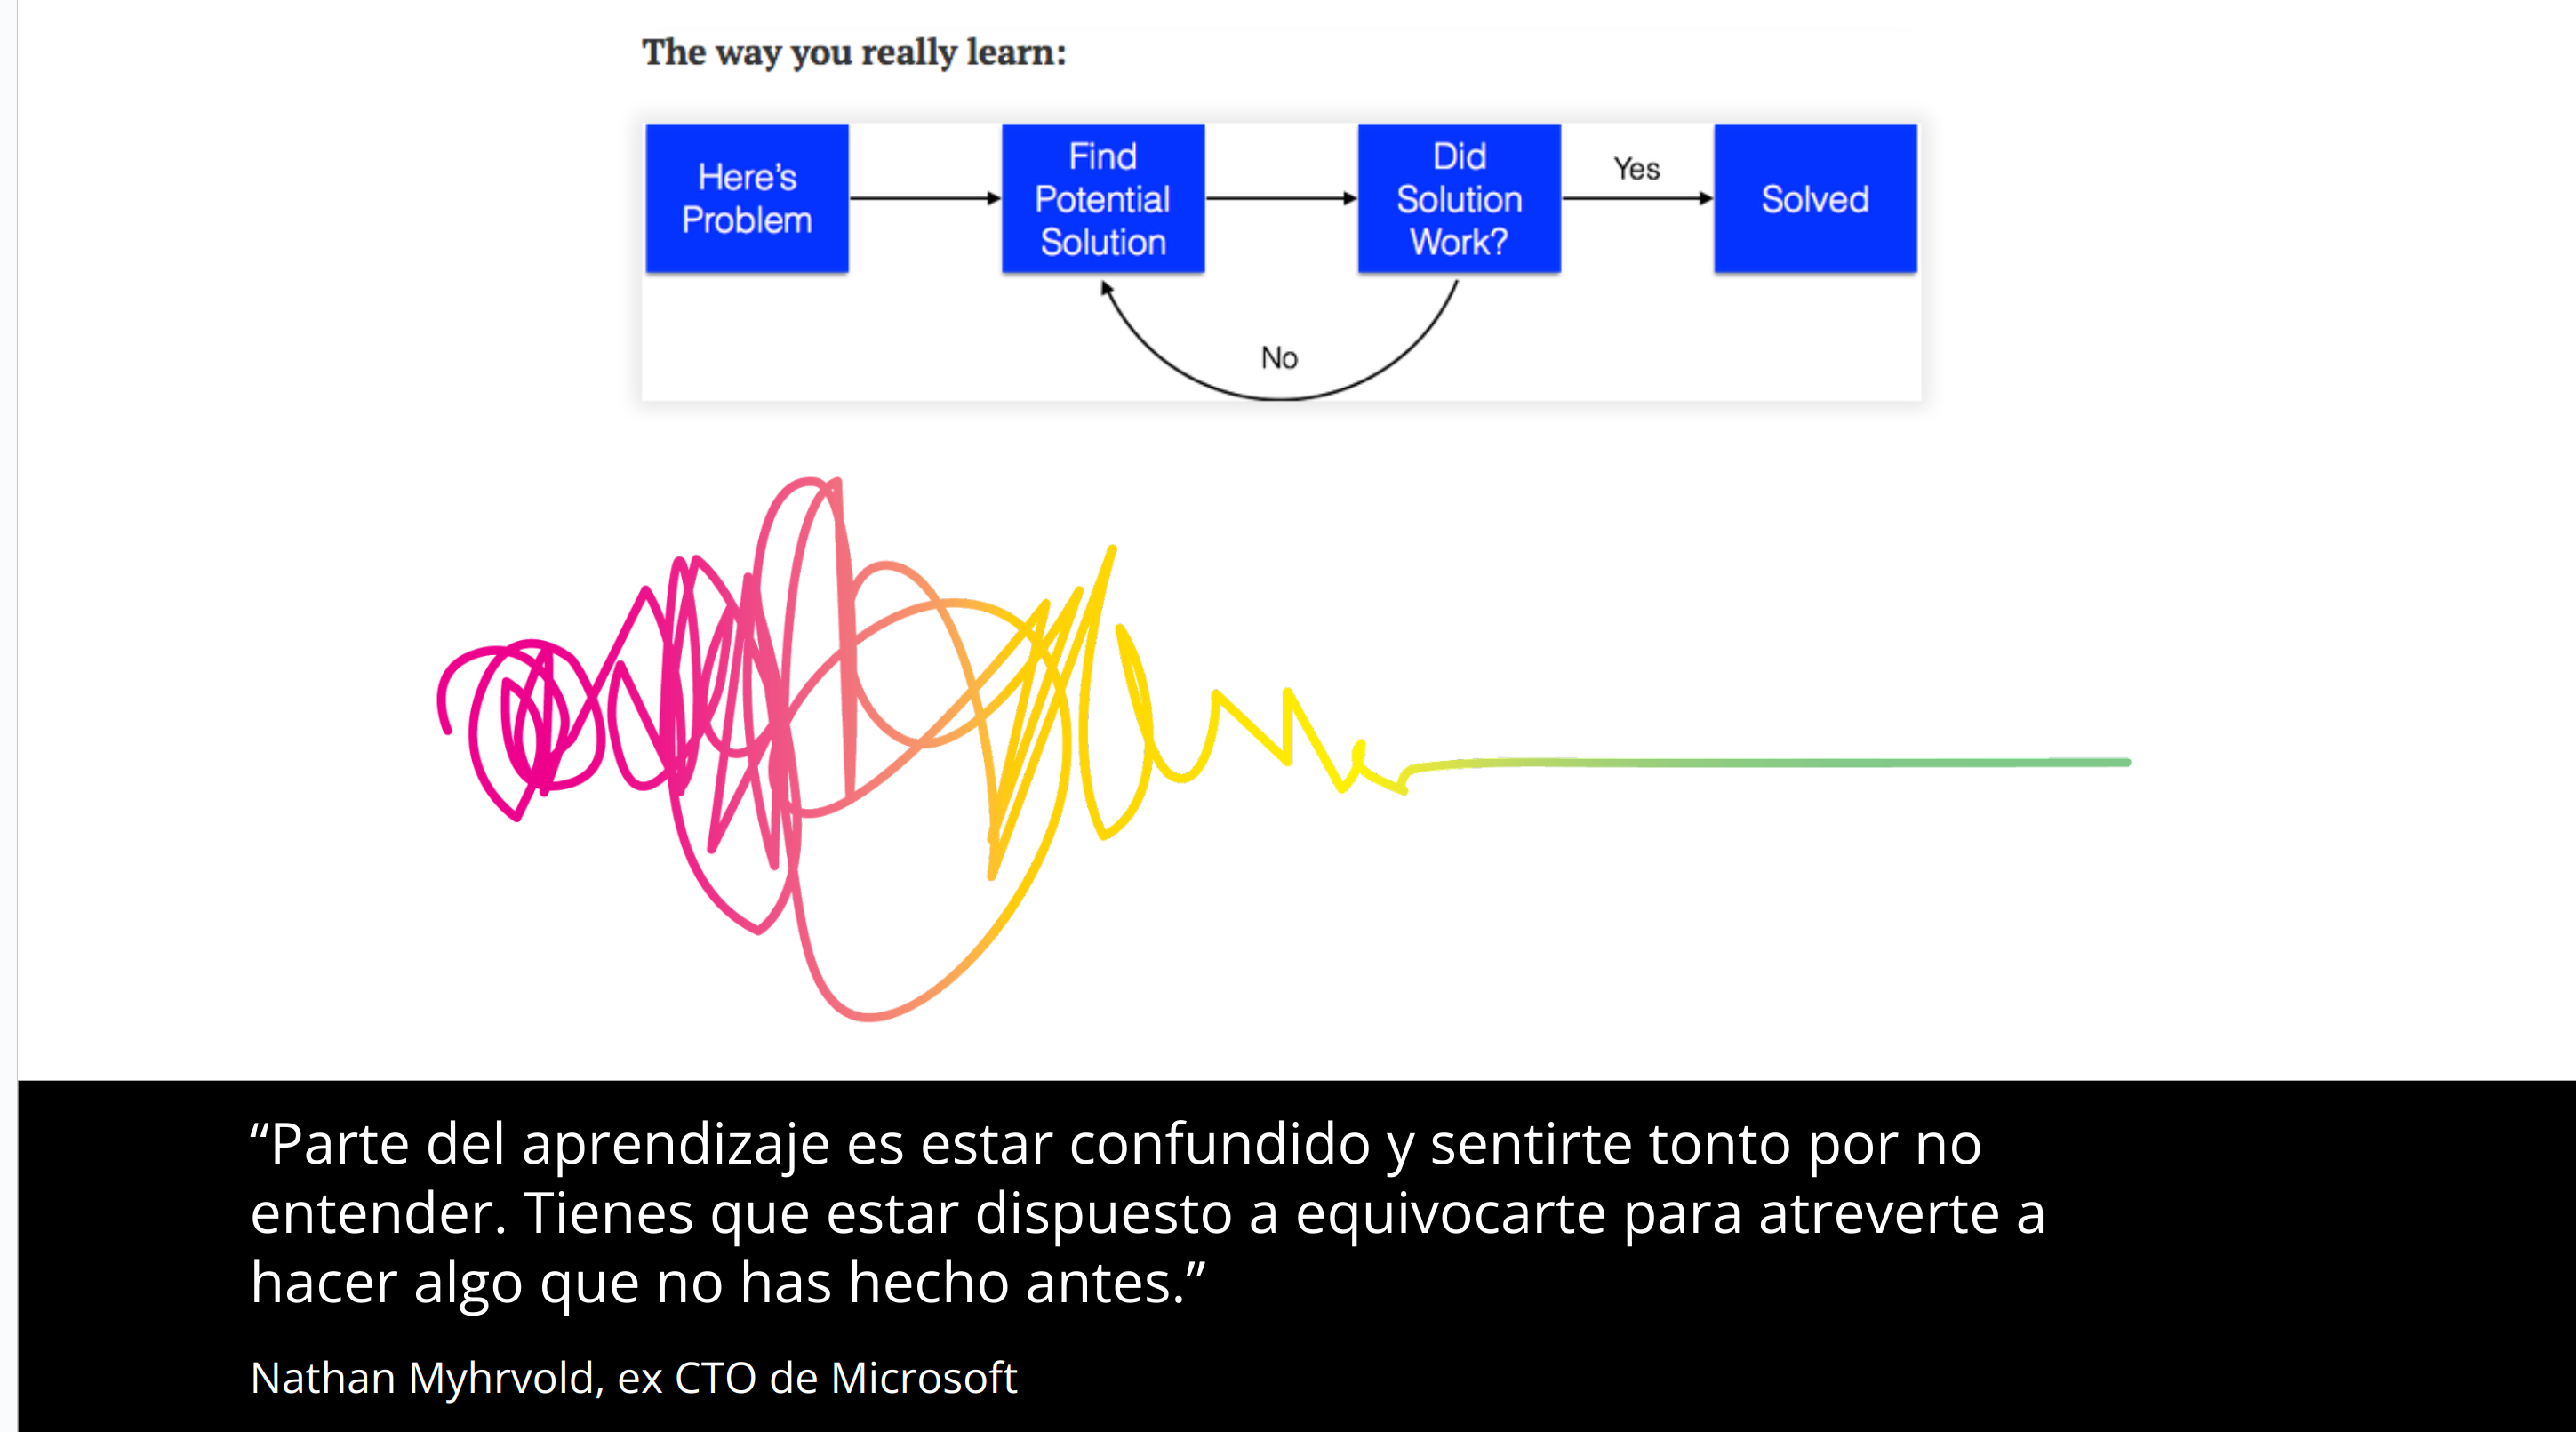 The way you really learn:
Here’s
Problem
Find
Potential
Solution
Did
Solution
Work?
Yes
Solved
No
“Parte del aprendizaje es estar confundido y sentirte tonto por no
entender. Tienes que estar dispuesto a equivocarte para atreverte a
hacer algo que no has hecho antes.”
Nathan Myhrvold, ex CTO de Microsoft